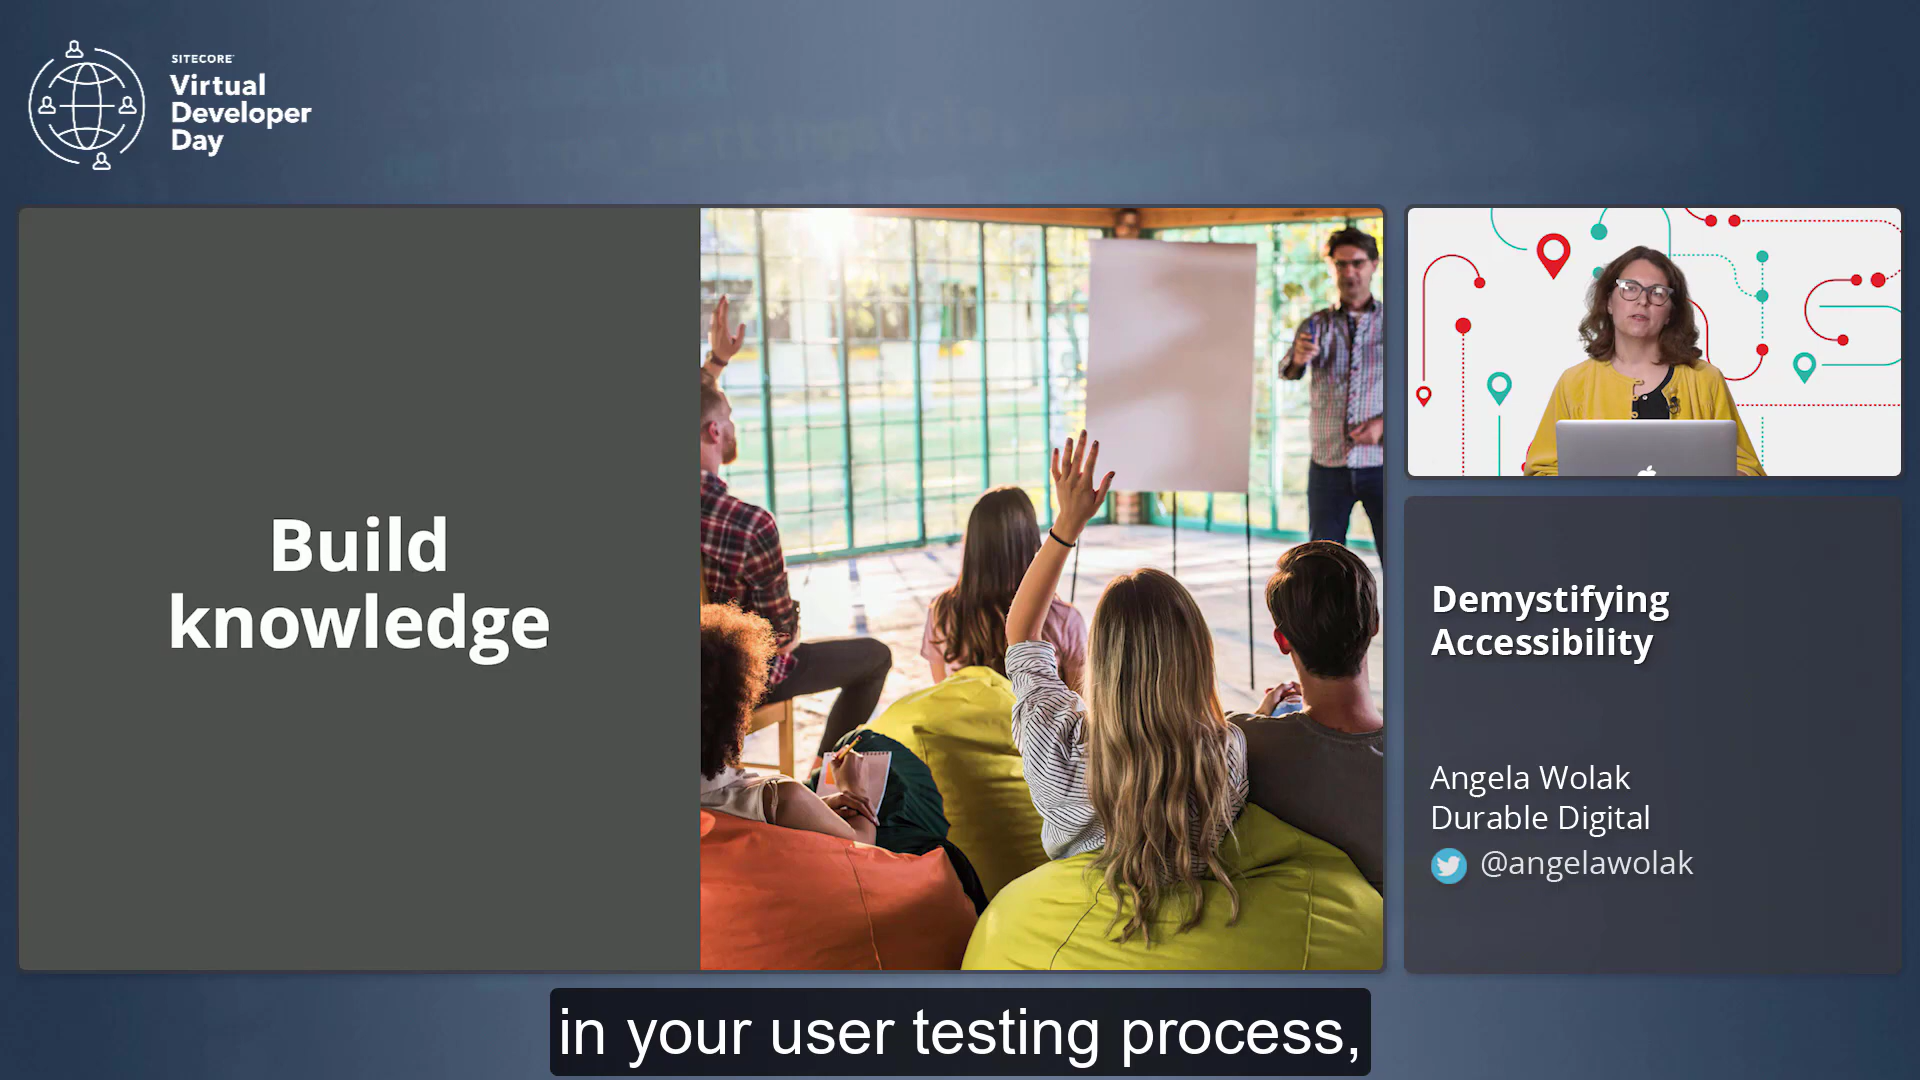 SITECORE
Virtual
Developer
Day
Build
knowledge
Demystifying
Accessibility
Angela Wolak
Durable Digital
@angelawolak
in your user testing process,